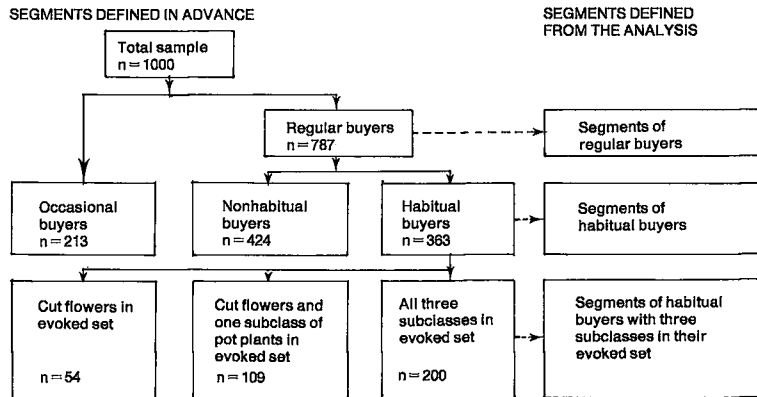 SEGMENTS DEFINED IN ADVANCE
SEGMENTS DEFINED
FROM THE ANALYSIS
Total sample
n=1000
Regular buyers
n=787
Segments of
regular buyers
Occasional
buyers
n=213
Nonhabitual
buyers
n=424
Habitual
buyers
n=363
Segments of
habitual buyers
Cut flowers in
evoked set
n=54
Cut flowers and
one subclass of
pot plants in
evoked set
n=109
All three
subclasses in
evoked set
n=200
Segments of habitual
buyers with three
subclasses in their
evoked set